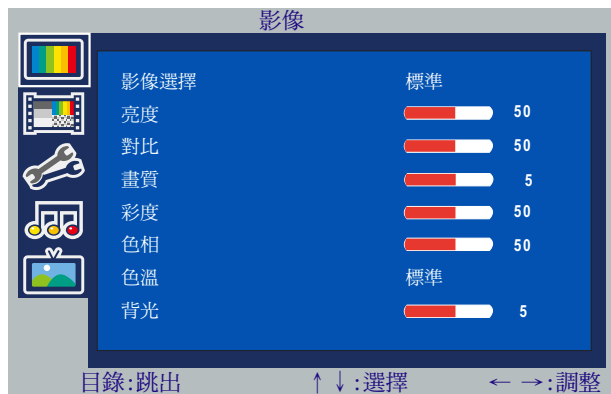 影像
影像選擇 標準
亮度 50
對比 50
畫質 5
彩度 50
色相 50
色溫 標準
背光 5
目錄:跳出 ↑↓:選擇 ←→:調整